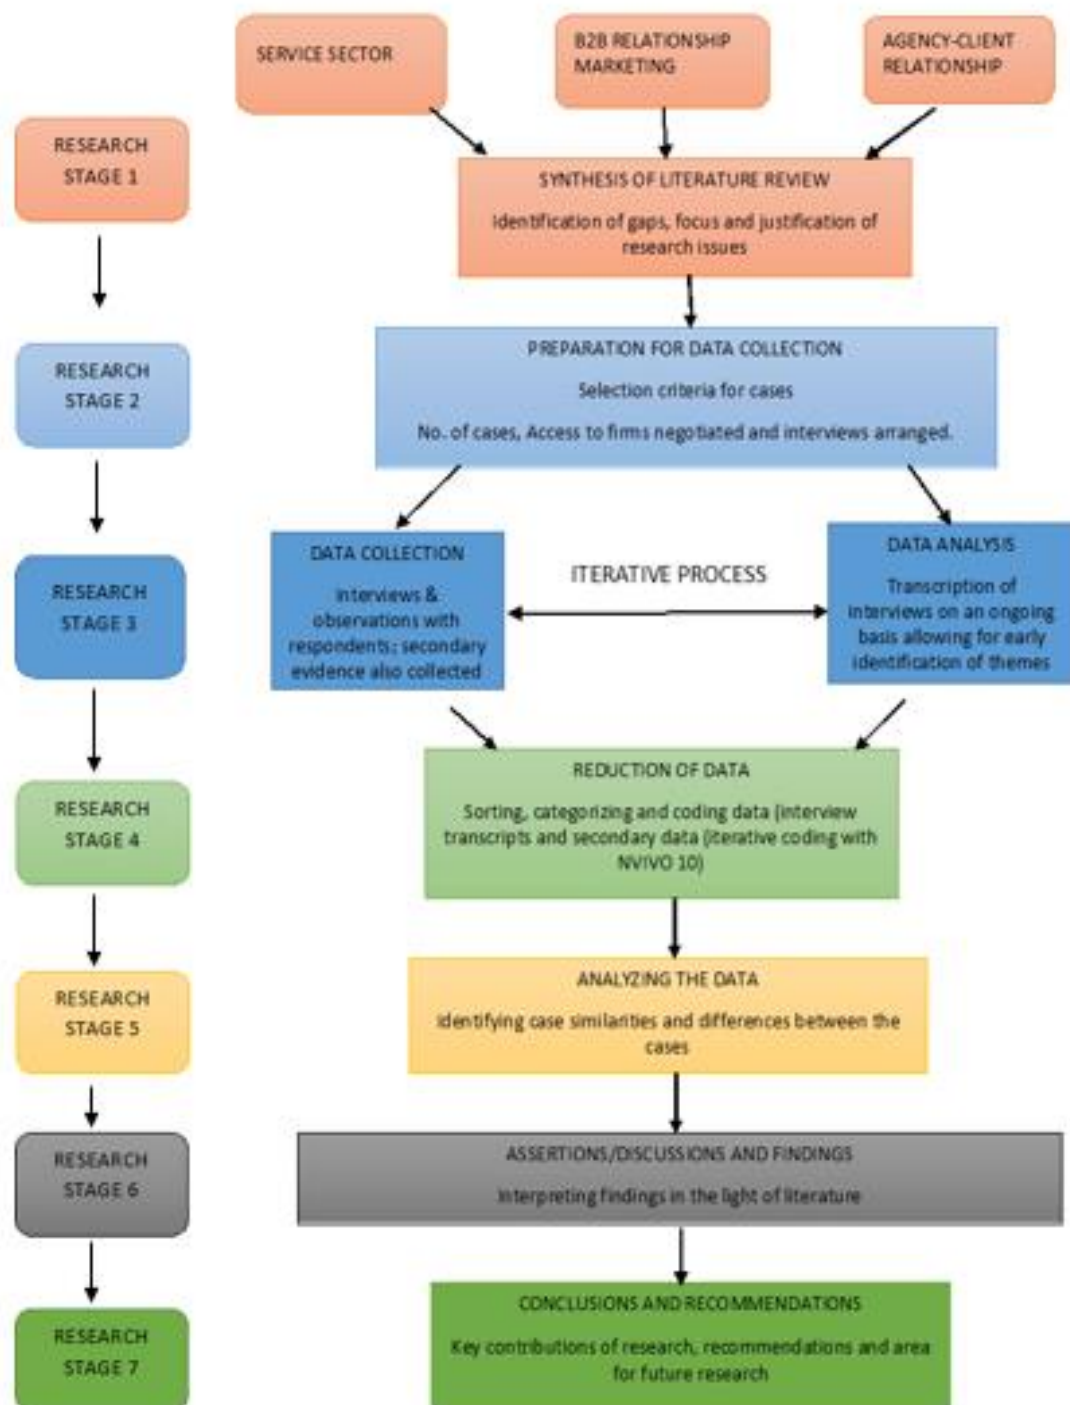 SERVICE SECTOR
B2B RELATIONSHIP
MARKETING
AGENCY-CLIENT
RELATIONSHIP
RESEARCH
STAGE 1
SYNTHESIS OF LITERATURE REVIEW
Identification of gaps, focus and justification of
research issues
RESEARCH
STAGE 2
PREPARATION FOR DATA COLLECTION
Selection criteria for cases
No. of cases, Access to firms negotiated and interviews arranged.
RESEARCH
STAGE 3
DATA COLLECTION
Interviews &
observations with
respondents; secondary
evidence also collected
ITERATIVE PROCESS
DATA ANALYSIS
Transcription of
interviews on an ongoing
basis allowing for early
identification of themes
RESEARCH
STAGE 4
REDUCTION OF DATA
Sorting, categorizing and coding data (interview
transcripts and secondary data (iterative coding with
NVIVO 10)
RESEARCH
STAGE 5
ANALYZING THE DATA
Identifying case similarities and differences between the
cases
RESEARCH
STAGE 6
ASSERTIONS/DISCUSSIONS AND FINDINGS
Interpreting findings in the light of literature
RESEARCH
STAGE 7
CONCLUSIONS AND RECOMMENDATIONS
Key contributions of research, recommendations and area
for future research